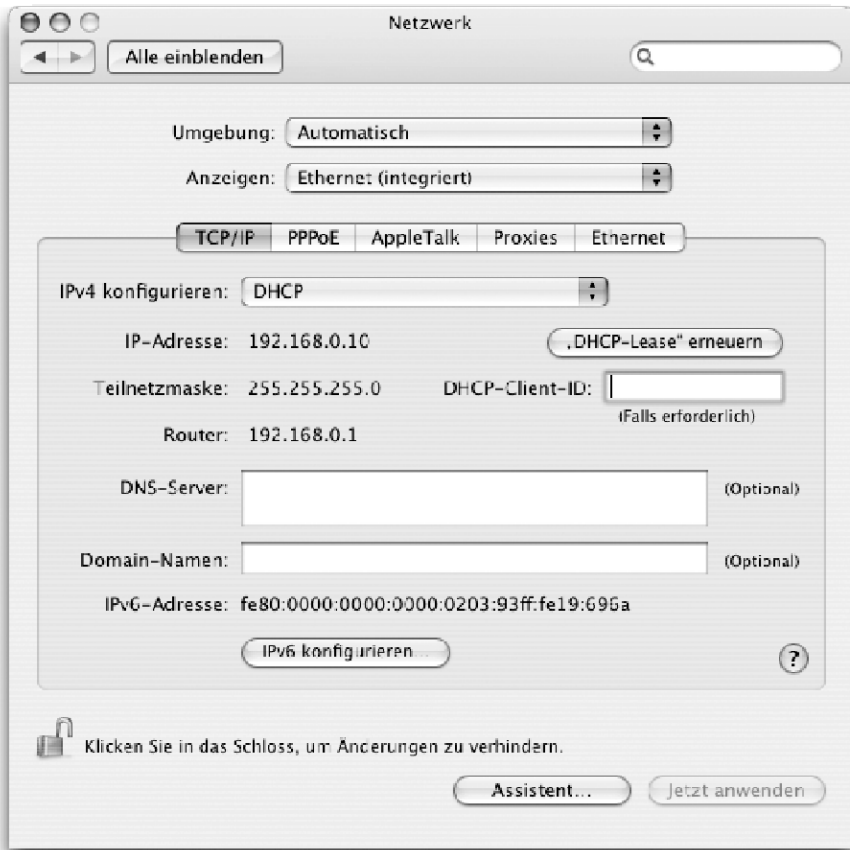 Netzwerk
Alle einblenden
Umgebung: Automatisch
Anzeigen: Ethernet (integriert)
TCP/IP PPPoE AppleTalk Proxies Ethernet
IPv4 konfigurieren: DHCP
IP-Adresse: 192.168.0.10 „DHCP-Lease“ erneuern
Teilnetzmaske: 255.255.255.0 DHCP-Client-ID:
(Falls erforderlich)
Router: 192.168.0.1
DNS-Server: (Optional)
Domain-Namen: (Optional)
IPv6-Adresse: fe80:0000:0000:0000:0203:93ff:fe19:696a
IPv6 konfigurieren... ?
Klicken Sie in das Schloss, um Änderungen zu verhindern.
Assistent... Jetzt anwenden